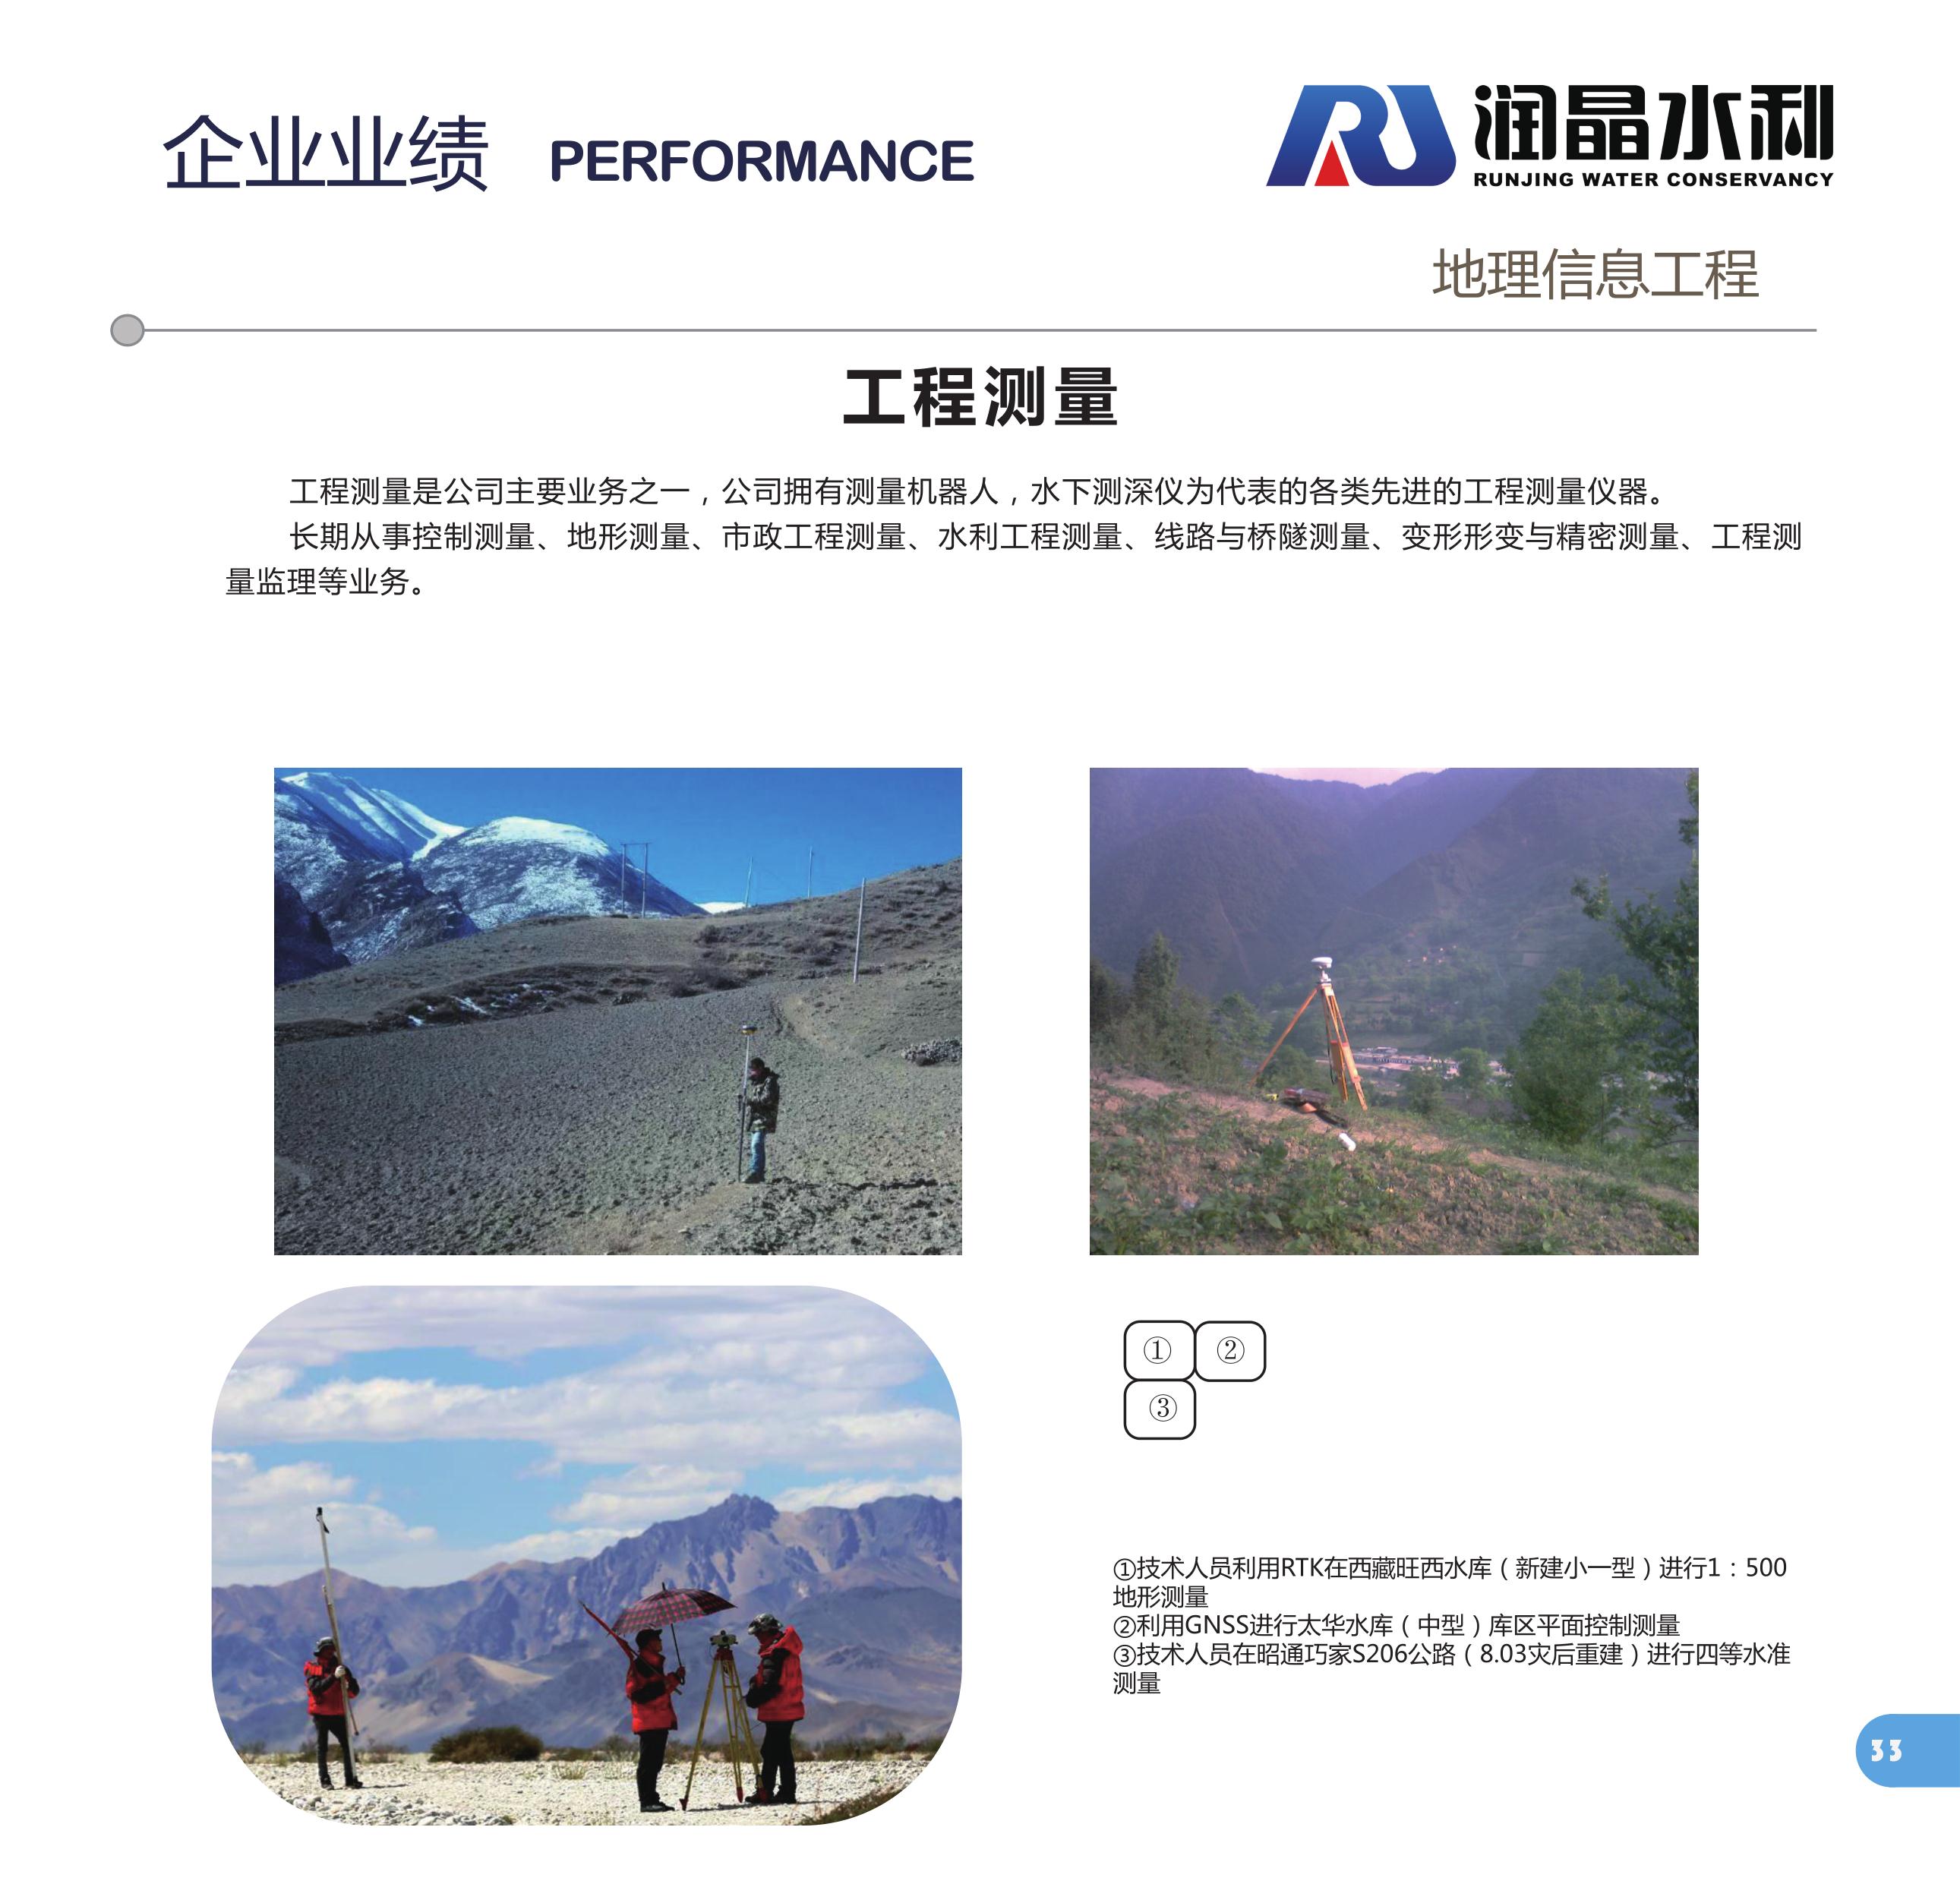 企业业绩 PERFORMANCE
润晶水利
RUNJING WATER CONSERVANCY
地理信息工程
工程测量
工程测量是公司主要业务之一，公司拥有测量机器人，水下测深仪为代表的各类先进的工程测量仪器。
长期从事控制测量、地形测量、市政工程测量、水利工程测量、线路与桥隧测量、变形形变与精密测量、工程测
量监理等业务。
① ②
③
①技术人员利用RTK在西藏旺西水库（新建小一型）进行1：500
地形测量
②利用GNSS进行太华水库（中型）库区平面控制测量
③技术人员在昭通巧家S206公路（8.03灾后重建）进行四等水准
测量
33